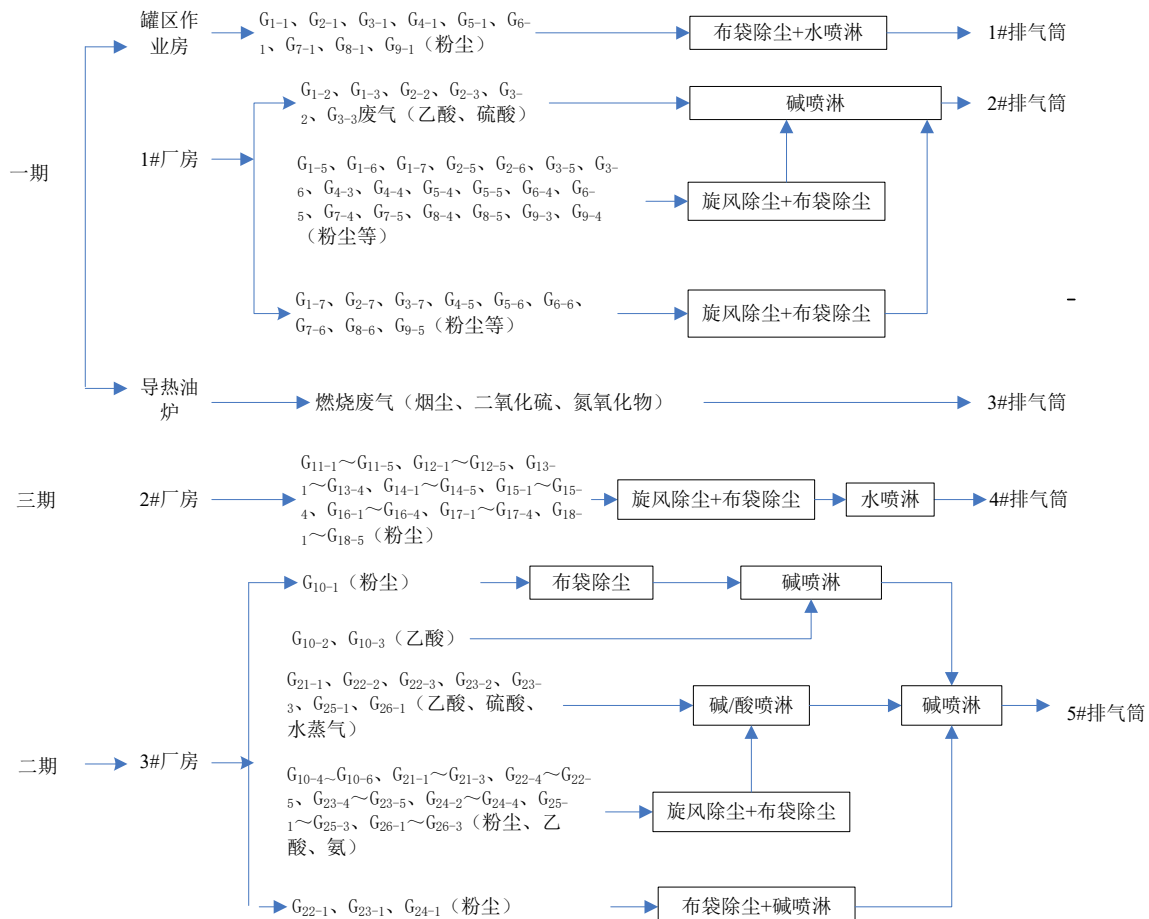 罐区作
业房
G1-1、G2-1、G3-1、G4-1、G5-1、G6-
1、G7-1、G8-1、G9-1（粉尘）
布袋除尘+水喷淋
1#排气筒
G1-2、G1-3、G2-2、G2-3、G3-
2、G3-3废气（乙酸、硫酸）
碱喷淋
2#排气筒
一期
1#厂房
G1-5、G1-6、G1-7、G2-5、G2-6、G3-5、G3-
6、G4-3、G4-4、G5-4、G5-5、G6-4、G6-
5、G7-4、G7-5、G8-4、G8-5、G9-3、G9-4
（粉尘等）
旋风除尘+布袋除尘
G1-7、G2-7、G3-7、G4-5、G5-6、G6-6、
G7-6、G8-6、G9-5（粉尘等）
旋风除尘+布袋除尘
-
导热油
炉
燃烧废气（烟尘、二氧化硫、氮氧化物）
3#排气筒
三期
2#厂房
G11-1～G11-5、G12-1～G12-5、G13-
1～G13-4、G14-1～G14-5、G15-1～G15-
4、G16-1～G16-4、G17-1～G17-4、G18-
1～G18-5（粉尘）
旋风除尘+布袋除尘
水喷淋
4#排气筒
G10-1（粉尘）
布袋除尘
碱喷淋
G10-2、G10-3（乙酸）
G21-1、G22-2、G22-3、G23-2、G23-
3、G25-1、G26-1（乙酸、硫酸、
水蒸气）
碱/酸喷淋
碱喷淋
5#排气筒
二期
3#厂房
G10-4~G10-6、G21-1～G21-3、G22-4～G22-
5、G23-4～G23-5、G24-2～G24-4、G25-
1～G25-3、G26-1～G26-3（粉尘、乙
酸、氨）
旋风除尘+布袋除尘
G22-1、G23-1、G24-1（粉尘）
布袋除尘+碱喷淋